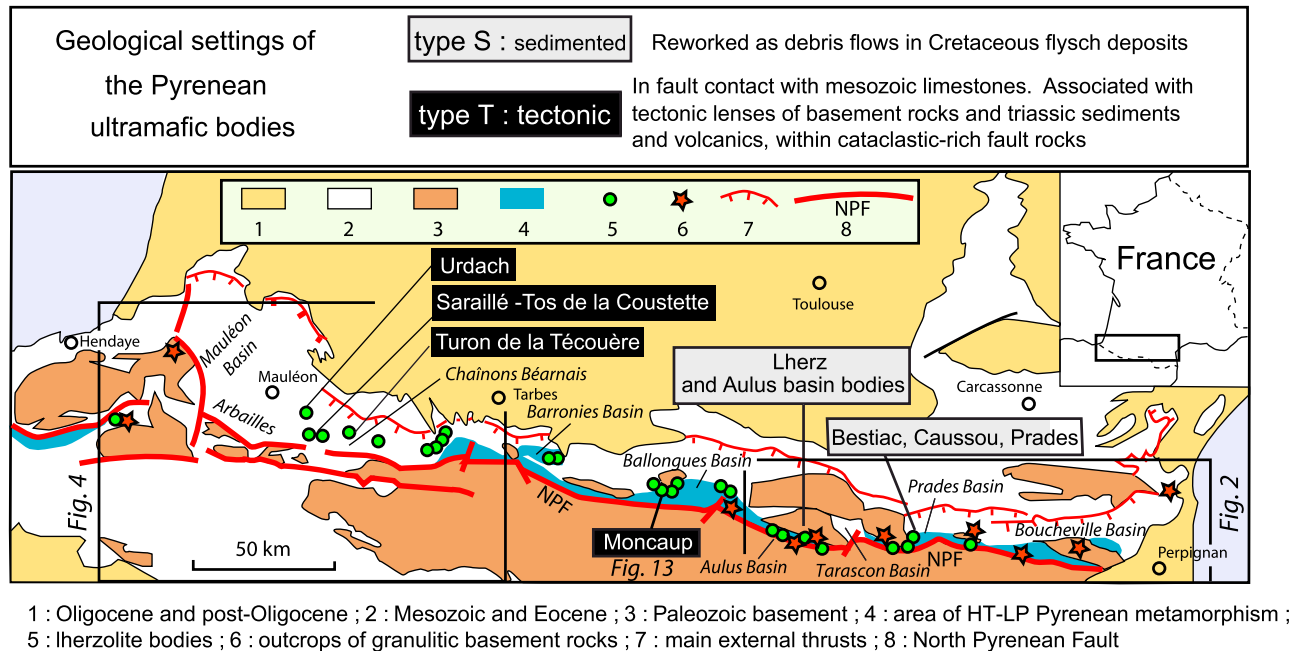 Geological settings of
the Pyrenean
ultramafic bodies
type S : sedimented
Reworked as debris flows in Cretaceous flysch deposits
type T : tectonic
In fault contact with mesozoic limestones. Associated with
tectonic lenses of basement rocks and triassic sediments
and volcanics, within cataclastic-rich fault rocks
NPF
1 2 3 4 5 6 7 8
France
Urdach
Saraillé -Tos de la Coustette
Turon de la Técouère
Toulouse
Hendaye
Mauléon
Basin
Mauléon
Arbailles
Chaînons Béarnais
Tarbes
Barronies Basin
Lherz
and Aulus basin bodies
Carcassonne
Bestiac, Caussou, Prades
Ballongues Basin
Prades Basin
Boucheville Basin
Fig. 4
Fig. 2
NPF
50 km
Moncaup
Fig. 13
Aulus Basin
Tarascon Basin
NPF
Perpignan
1 : Oligocene and post-Oligocene ; 2 : Mesozoic and Eocene ; 3 : Paleozoic basement ; 4 : area of HT-LP Pyrenean metamorphism ;
5 : lherzolite bodies ; 6 : outcrops of granulitic basement rocks ; 7 : main external thrusts ; 8 : North Pyrenean Fault